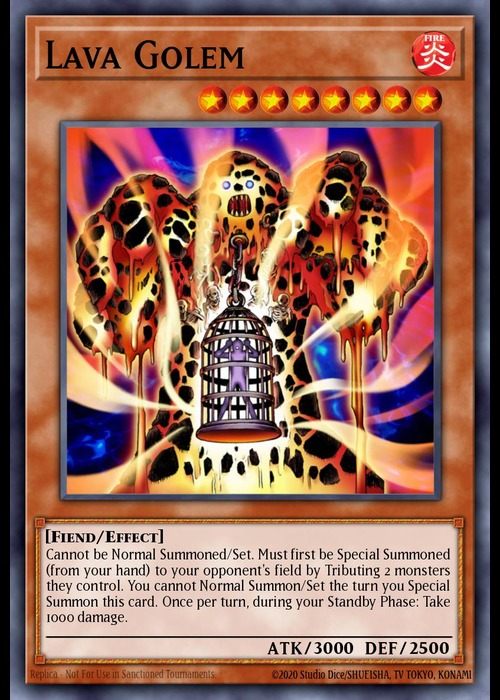 LAVA GOLEM
FIRE
炎
[FIEND/EFFECT]
Cannot be Normal Summoned/Set. Must first be Special Summoned
(from your hand) to your opponent's field by Tributing 2 monsters
they control. You cannot Normal Summon/Set the turn you Special
Summon this card. Once per turn, during your Standby Phase: Take
1000 damage.
ATK/3000 DEF/2500
Replica - Not For Use in Sanctioned Tournaments
©2020 Studio Dice/SHUEISHA, TV TOKYO, KONAMI